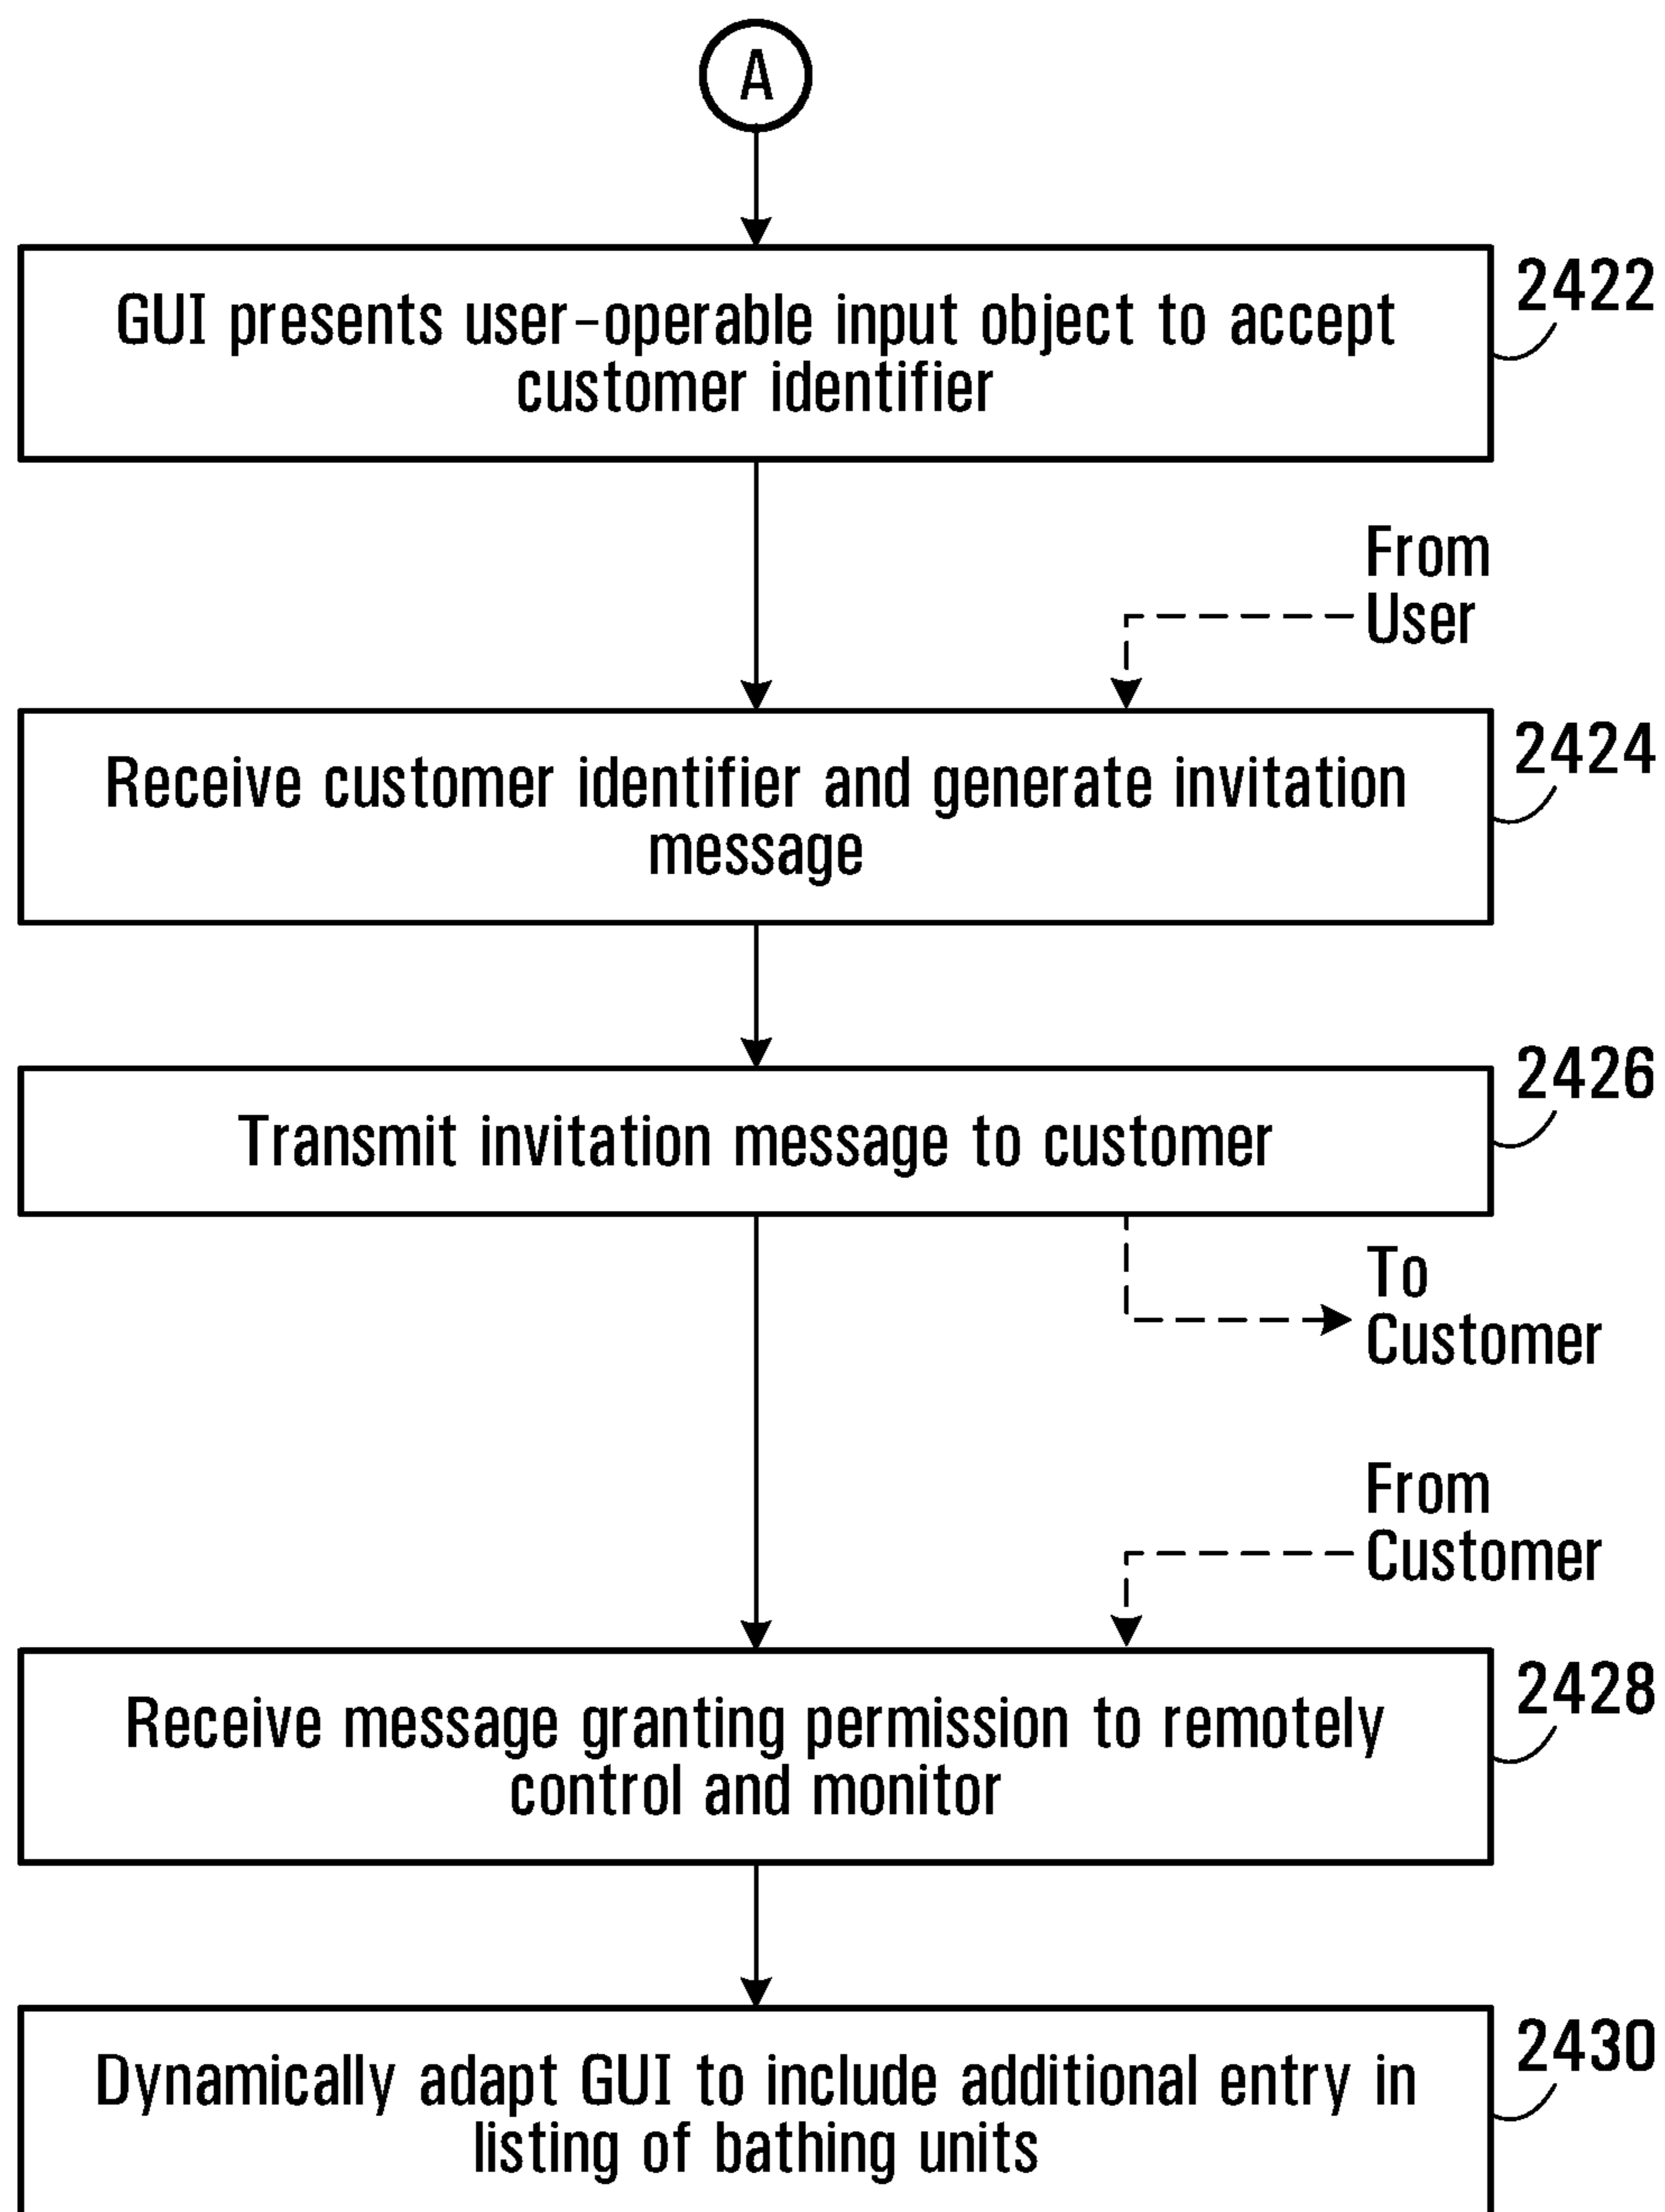 A
2422
GUI presents user-operable input object to accept
customer identifier
From
User
2424
Receive customer identifier and generate invitation
message
2426
Transmit invitation message to customer
To
Customer
From
Customer
2428
Receive message granting permission to remotely
control and monitor
2430
Dynamically adapt GUI to include additional entry in
listing of bathing units